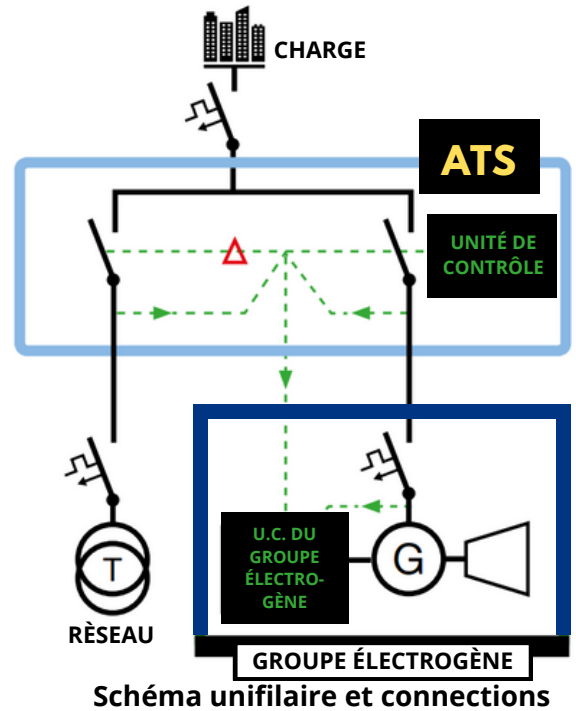 CHARGE
ATS
UNITÉ DE
CONTRÔLE
U.C. DU
GROUPE
ÉLECTRO-
GÈNE
G
T
RÈSEAU
GROUPE ÉLECTROGÈNE
Schéma unifilaire et connections